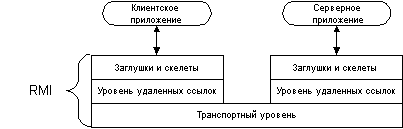 Клиентское
приложение
Серверное
приложение
Заглушки и скелеты
Заглушки и скелеты
RMI
Уровень удаленных ссылок
Уровень удаленных ссылок
Транспортный уровень